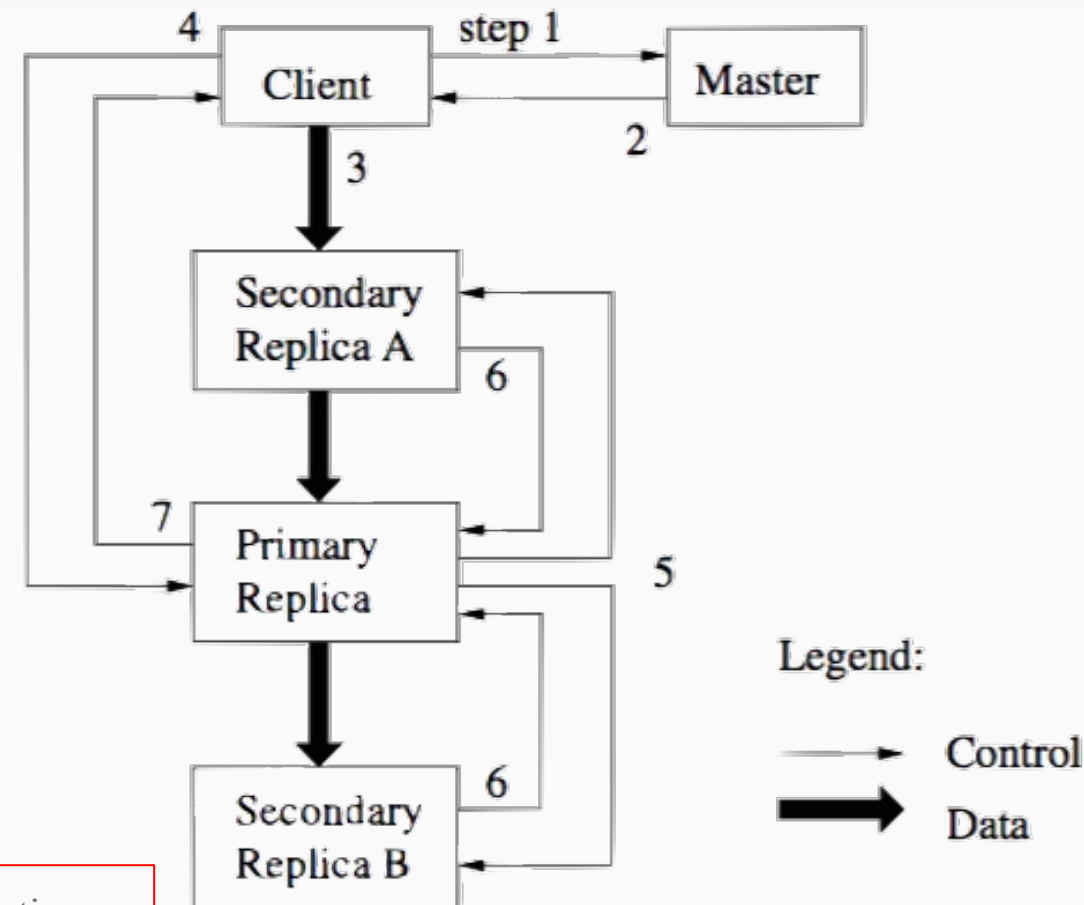 4
step 1
Client
Master
2
3
Secondary
Replica A
6
7
Primary
Replica
5
Legend:
Control
6
Secondary
Replica B
Data